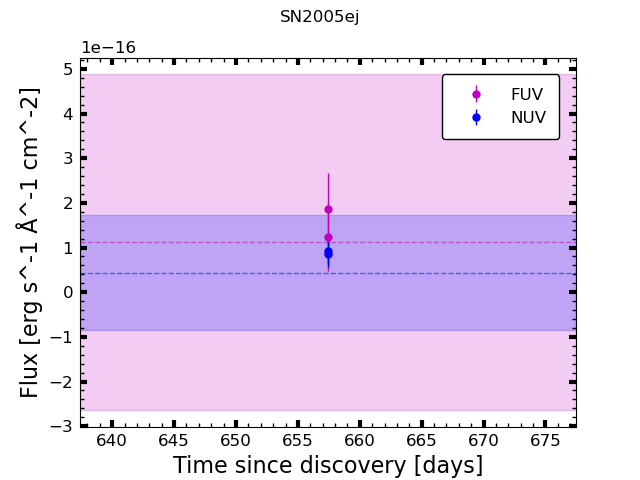 SN2005ej
1e−16
FUV
NUV
5
4
3
2
1
0
−1
−2
−3
Flux [erg s^-1 Å^-1 cm^-2]
640 645 650 655 660 665 670 675
Time since discovery [days]